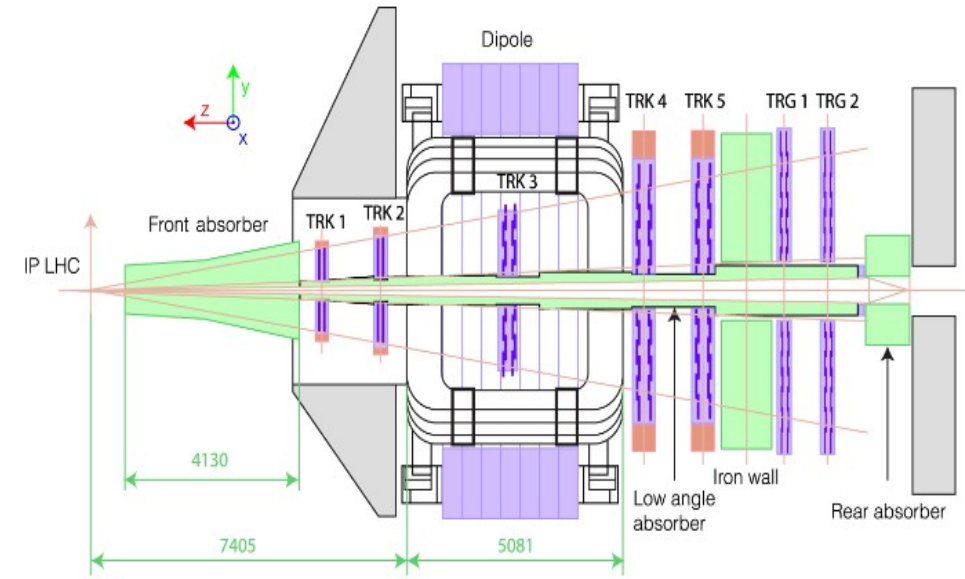 Dipole
y
z
x
TRK 4
TRK 5
TRG 1
TRG 2
TRK 3
TRK 1
TRK 2
Front absorber
IP LHC
4130
Iron wall
Low angle
absorber
Rear absorber
7405
5081